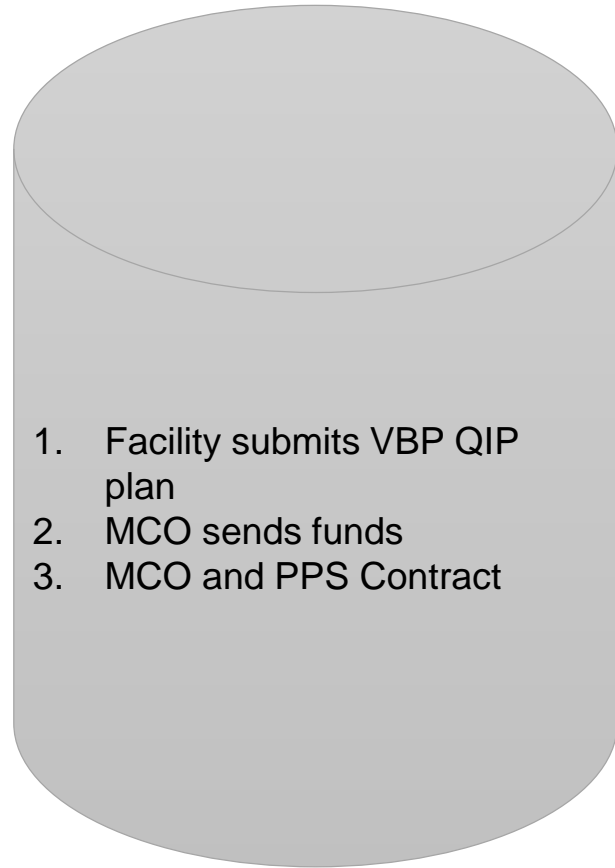 1. Facility submits VBP QIP
plan
2. MCO sends funds
3. MCO and PPS Contract